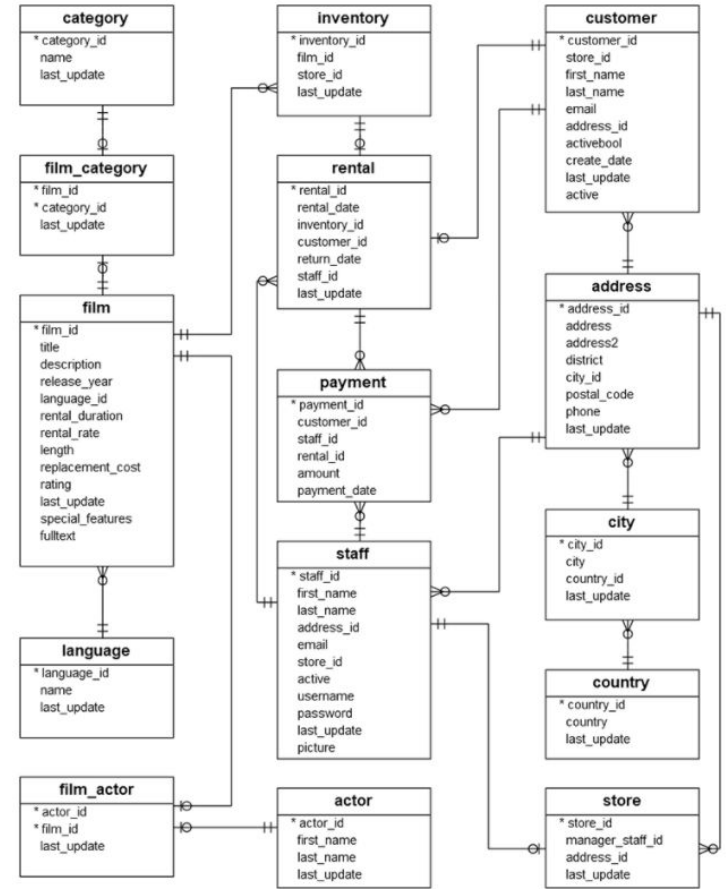 category
* category_id
name
last_update
film_category
* film_id
* category_id
last_update
film
* film_id
title
description
release_year
language_id
rental_duration
rental_rate
length
replacement_cost
rating
last_update
special_features
fulltext
language
* language_id
name
last_update
film_actor
* actor_id
* film_id
last_update
inventory
* inventory_id
film_id
store_id
last_update
rental
* rental_id
rental_date
inventory_id
customer_id
return_date
staff_id
last_update
payment
* payment_id
customer_id
staff_id
rental_id
amount
payment_date
staff
* staff_id
first_name
last_name
address_id
email
store_id
active
username
password
last_update
picture
actor
* actor_id
first_name
last_name
last_update
customer
* customer_id
store_id
first_name
last_name
email
address_id
activebool
create_date
last_update
active
address
* address_id
address
address2
district
city_id
postal_code
phone
last_update
city
* city_id
city
country_id
last_update
country
* country_id
country
last_update
store
* store_id
manager_staff_id
address_id
last_update